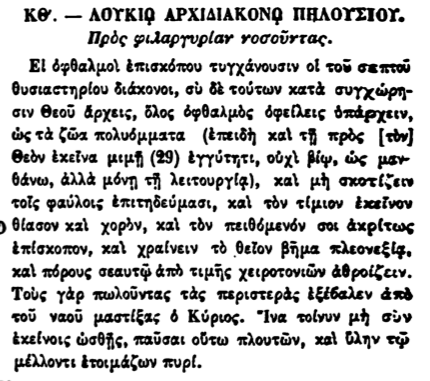 ΚΘʹ. — ΛΟΥΚΙῼ ΑΡΧΙΔΙΑΚΟΝῼ ΠΗΛΟΥΣΙΟΥ.
Πρὸς φιλαργυρίαν νοσοῦντας.
Εἰ ὀφθαλμοὶ ἐπισκόπου τυγχάνουσιν οἱ τοῦ σεπτοῦ
θυσιαστηρίου διάκονοι, σὺ δὲ τούτων κατὰ συγχώρη-
σιν Θεοῦ ἄρχεις, ὅλος ὀφθαλμὸς ὀφείλεις ὑπάρχειν,
ὡς τὰ ζῶα πολυόμματα (ἐπειδὴ καὶ τῇ πρὸς [τὸν]
Θεὸν ἐκεῖνα μιμῇ (29) ἐγγύτητι, οὐχὶ βίῳ, ὡς μαν-
θάνω, ἀλλὰ μόνῃ τῇ λειτουργίᾳ), καὶ μὴ σκοτίζειν
τοῖς φαύλοις ἐπιτηδεύμασι, καὶ τὸν τίμιον ἐκεῖνον
θίασον καὶ χορὸν, καὶ τὸν πειθόμενόν σοι ἀκρίτως
ἐπίσκοπον, καὶ χραίνειν τὸ θεῖον βῆμα πλεονεξίᾳ,
καὶ πόρους σεαυτῷ ἀπὸ τιμῆς χειροτονιῶν ἀθροίζειν.
Τοὺς γὰρ πωλοῦντας τὰς περιστερὰς ἐξέβαλεν ἀπὸ
τοῦ ναοῦ μαστίξας ὁ Κύριος. Ἵνα τοίνυν μὴ σὺν
ἐκείνοις ὠσθῇς, παῦσαι οὕτω πλουτῶν, καὶ ὕλην τῷ
μέλλοντι ἑτοιμάζων πυρί.